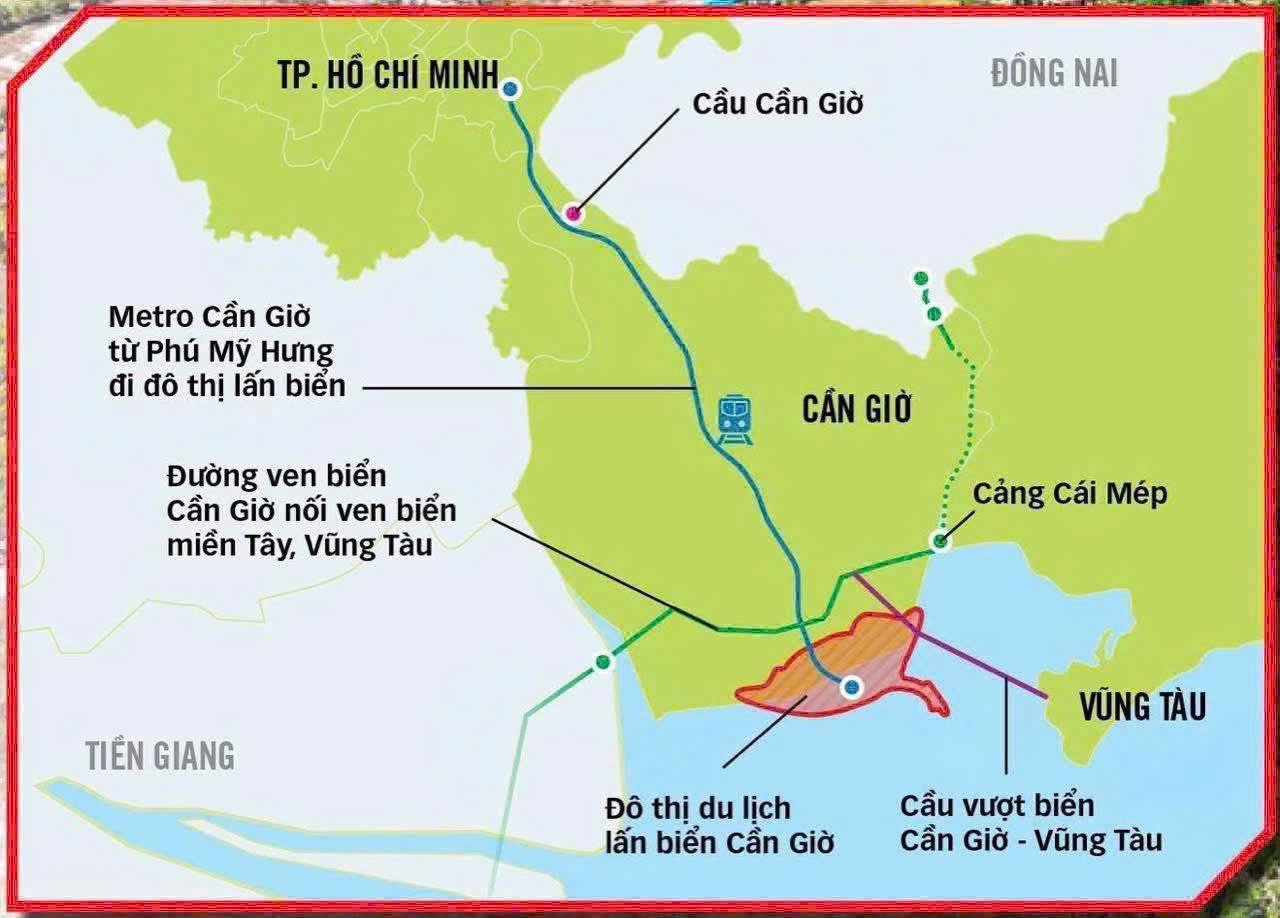 TP. HỒ CHÍ MINH
ĐỒNG NAI
Cầu Cần Giờ
Metro Cần Giờ
từ Phú Mỹ Hưng
đi đô thị lấn biển
CẦN GIỜ
Đường ven biển
Cần Giờ nối ven biển
miền Tây, Vũng Tàu
Cảng Cái Mép
VŨNG TÀU
TIỀN GIANG
Đô thị du lịch
lấn biển Cần Giờ
Cầu vượt biển
Cần Giờ - Vũng Tàu